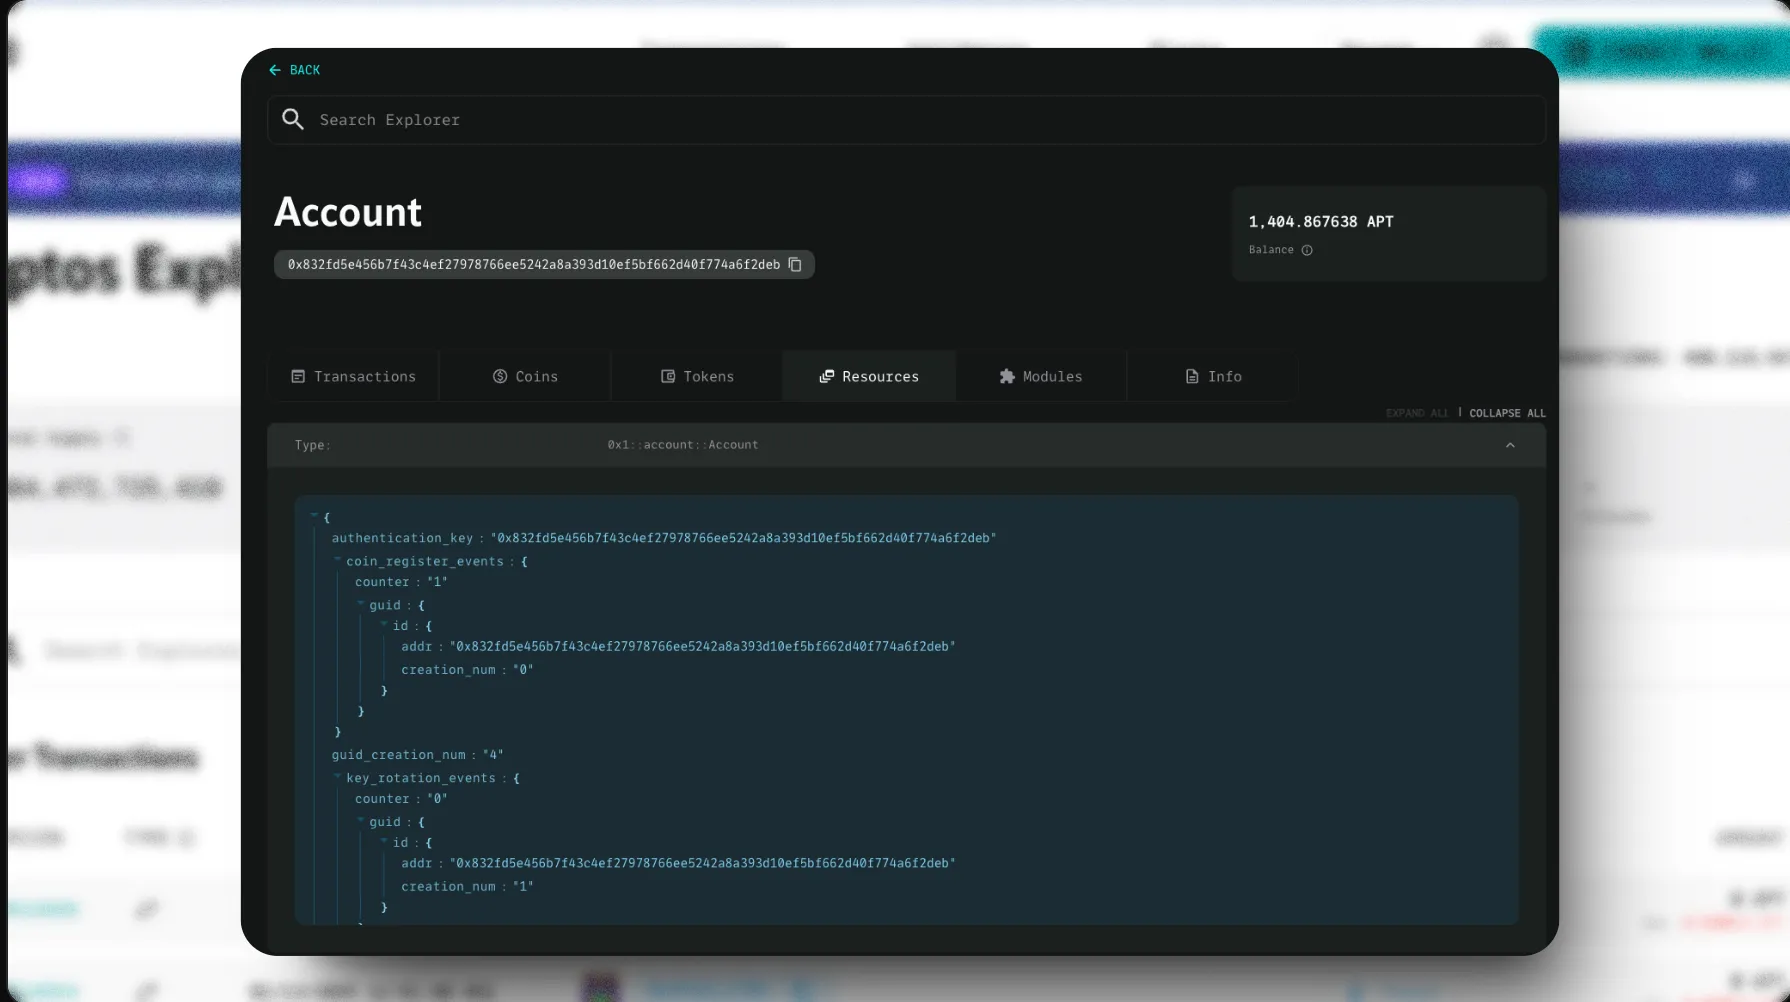 BACK
Search Explorer
Account
1,404.867638 APT
0x832fd5e456b7f43c4ef27978766ee5242a8a393d10ef5bf662d40f774a6f2deb
Balance
Transactions
Coins
Tokens
Resources
Modules
Info
EXPAND ALL | COLLAPSE ALL
Type: 0x1::account::Account
{
authentication_key : "0x832fd5e456b7f43c4ef27978766ee5242a8a393d10ef5bf662d40f774a6f2deb"
coin_register_events : {
counter : "1"
guid : {
id : {
addr : "0x832fd5e456b7f43c4ef27978766ee5242a8a393d10ef5bf662d40f774a6f2deb"
creation_num : "0"
}
}
}
guid_creation_num : "4"
key_rotation_events : {
counter : "0"
guid : {
id : {
addr : "0x832fd5e456b7f43c4ef27978766ee5242a8a393d10ef5bf662d40f774a6f2deb"
creation_num : "1"
}